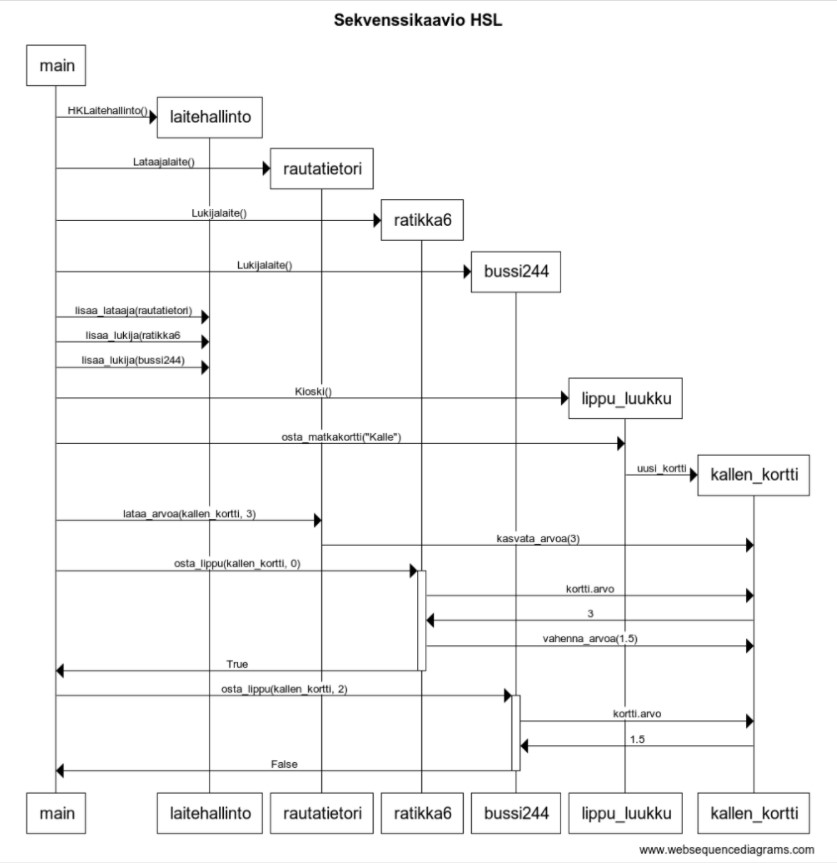 Sekvenssikaavio HSL
main
HKLaitehallinto()
laitehallinto
Lataajalaite()
rautatietori
Lukijalaite()
ratikka6
Lukijalaite()
bussi244
lisaa_lataaja(rautatietori)
lisaa_lukija(ratikka6
lisaa_lukija(bussi244)
Kioski()
lippu_luukku
osta_matkakortti("Kalle")
uusi_kortti
kallen_kortti
lataa_arvoa(kallen_kortti, 3)
kasvata_arvoa(3)
osta_lippu(kallen_kortti, 0)
kortti.arvo
3
vahenna_arvoa(1.5)
True
osta_lippu(kallen_kortti, 2)
kortti.arvo
1.5
False
main laitehallinto rautatietori ratikka6 bussi244 lippu_luukku kallen_kortti
www.websequencediagrams.com